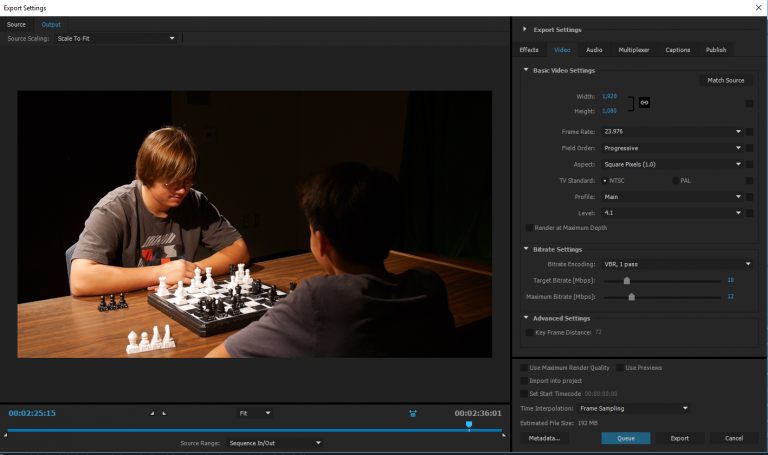 Export Settings
Source Output
Source Scaling: Scale To Fit
00:02:25:15 Fit 00:02:36:01
Source Range: Sequence In/Out
Export Settings
Effects Video Audio Multiplexer Captions Publish
Basic Video Settings
Match Source
Width: 1,920
Height: 1,080
Frame Rate: 23.976
Field Order: Progressive
Aspect: Square Pixels (1.0)
TV Standard: NTSC PAL
Profile: Main
Level: 4.1
Render at Maximum Depth
Bitrate Settings
Bitrate Encoding: VBR, 1 pass
Target Bitrate [Mbps]: 10
Maximum Bitrate [Mbps]: 12
Advanced Settings
Key Frame Distance: 72
Use Maximum Render Quality Use Previews
Import into project
Set Start Timecode 00:00:00:00
Time Interpolation: Frame Sampling
Estimated File Size: 192 MB
Metadata... Queue Export Cancel